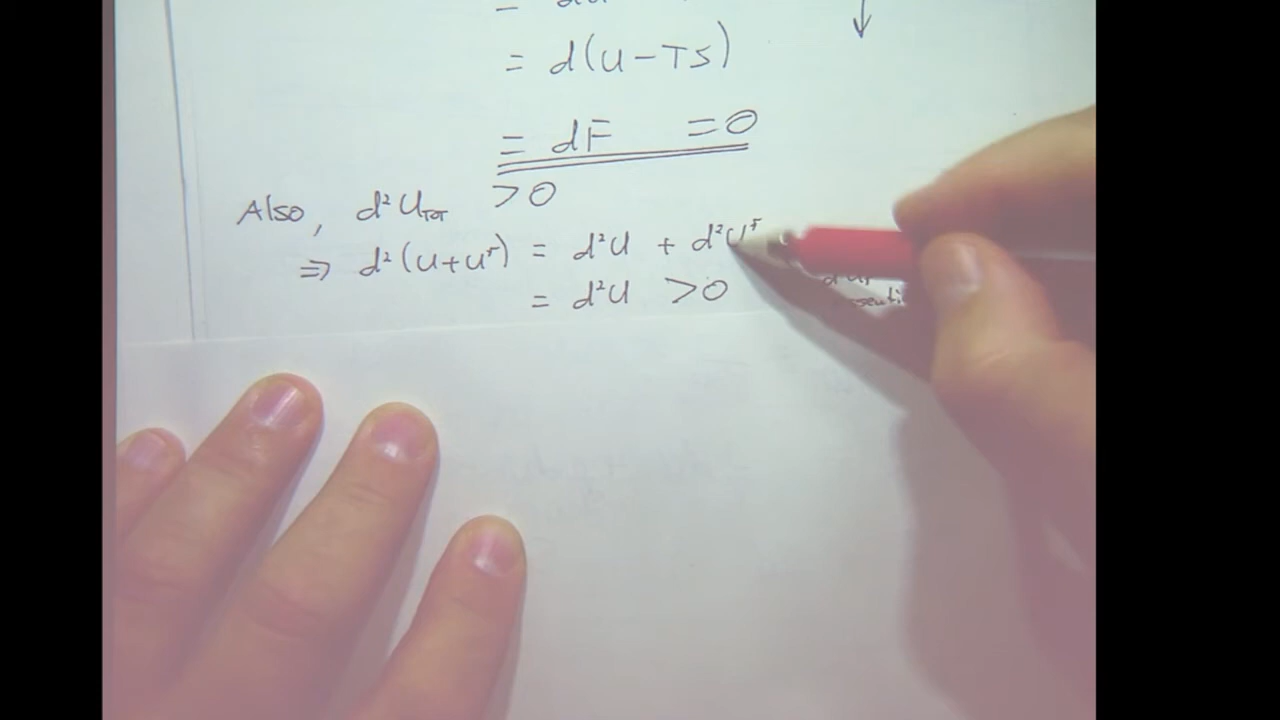 = d(U-TS)
= dF = 0
Also, d²U_TOT > 0
⇒ d²(U+U^r) = d²U + d²U^r
= d²U > 0